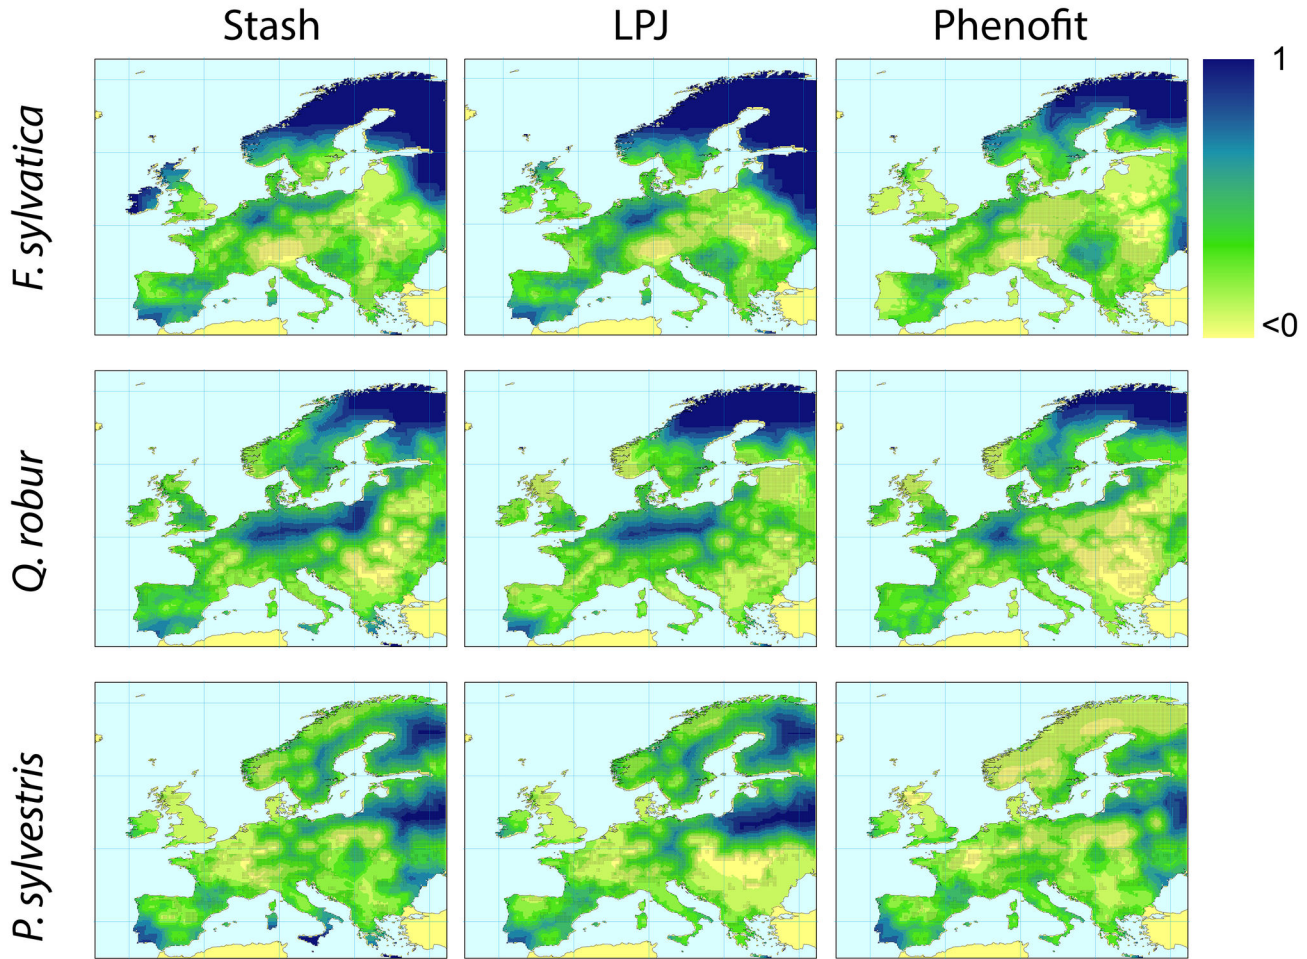 Stash
LPJ
Phenofit
F. sylvatica
1
<0
Q. robur
P. sylvestris